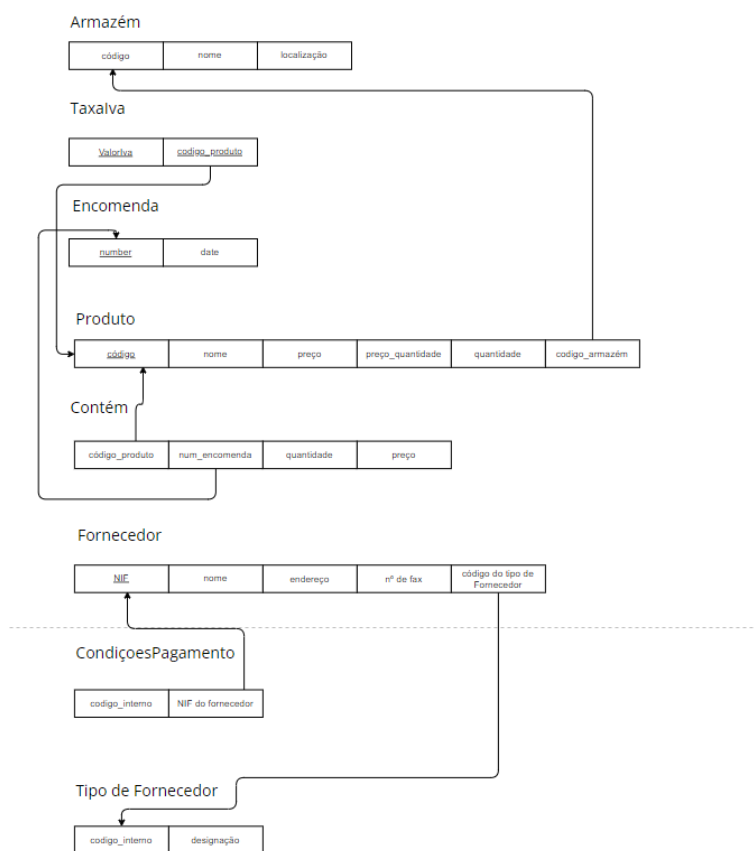 Armazém
código nome localização
TaxaIva
ValorIva codigo_produto
Encomenda
number date
Produto
código nome preço preço_quantidade quantidade codigo_armazém
Contém
código_produto num_encomenda quantidade preço
Fornecedor
NIF nome endereço nº de fax código do tipo de
Fornecedor
CondiçoesPagamento
codigo_interno NIF do fornecedor
Tipo de Fornecedor
codigo_interno designação